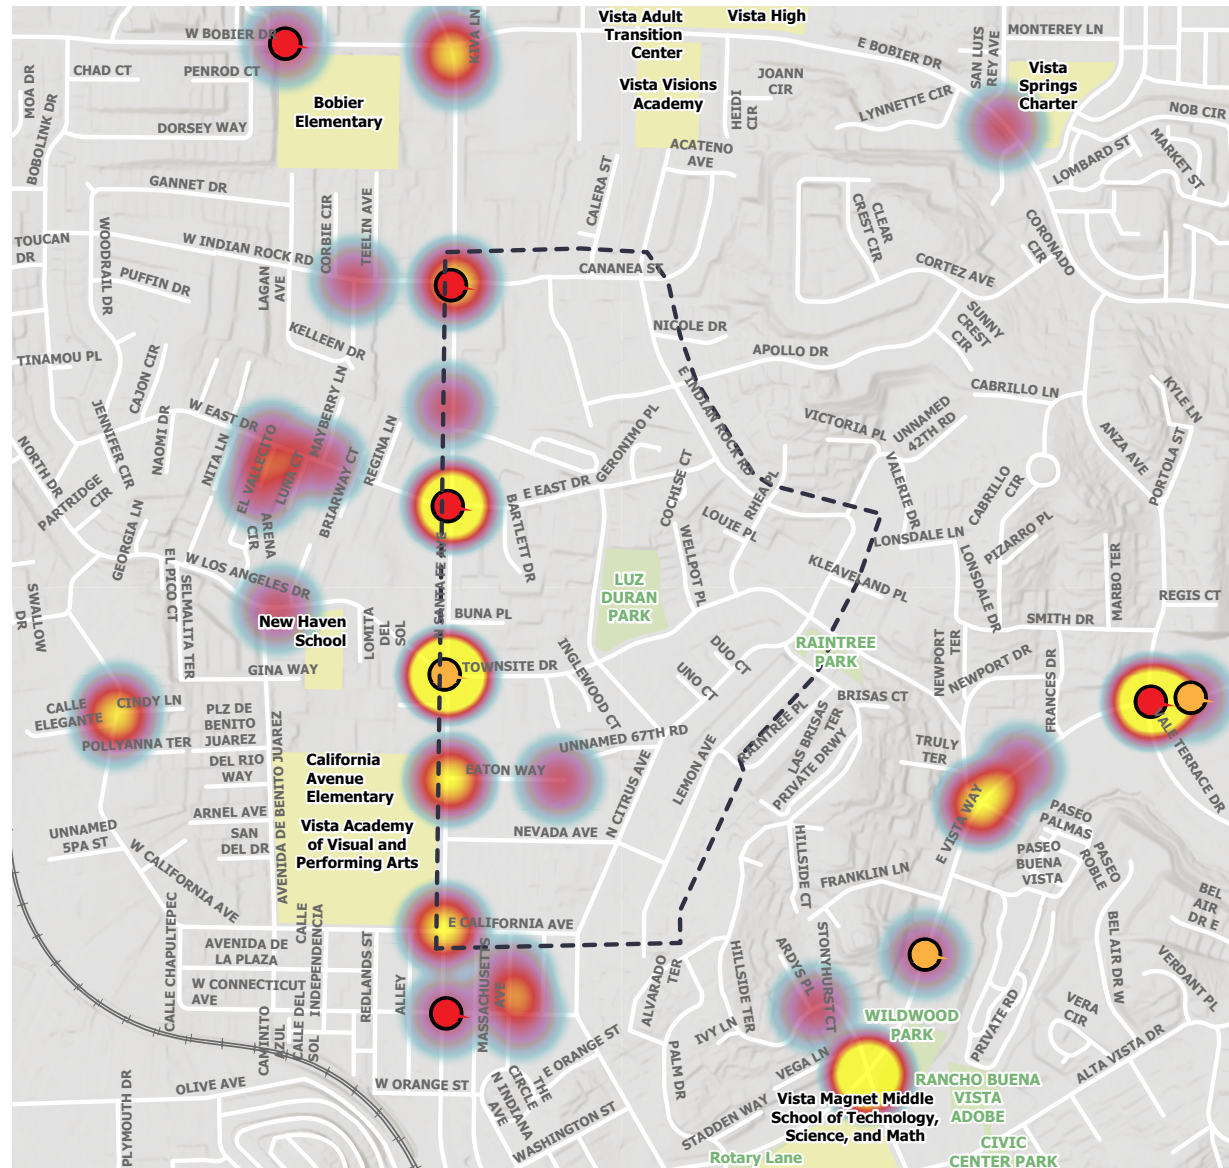 W BOBIER DR
KIVA LN
Vista Adult
Transition
Center
Vista High
E BOBIER DR
SAN LUIS
REY AVE
MONTEREY LN
MOA DR
CHAD CT
PENROD CT
Bobier
Elementary
Vista Visions
Academy
HEIDI
CIR
JOANN
CIR
LYNNETTE CIR
Vista
Springs
Charter
NOB CIR
BOBOLINK DR
DORSEY WAY
ACATENO
AVE
LOMBARD ST
MARKET ST
GANNET DR
CALERA ST
CLEAR
CREST CIR
CORONADO
CIR
TOUCAN
DR
WOODRAIL DR
W INDIAN ROCK RD
CORBIE CIR
TEELIN AVE
CANANEA ST
CORTEZ AVE
PUFFIN DR
LAGAN
AVE
KELLEEN DR
NICOLE DR
SUNNY
CREST
CIR
TINAMOU PL
CAJON CIR
MAYBERRY LN
E INDIAN ROCK RD
APOLLO DR
CABRILLO LN
KYLE LN
JENNIFER CIR
NAOMI DR
W EAST DR
NITA LN
EL VALLECITO
LUNA CT
REGINA LN
GERONIMO PL
VICTORIA PL
UNNAMED
42TH RD
ANZA AVE
PORTOLA ST
NORTH DR
PARTRIDGE
CIR
BRIARWAY CT
BARTLETT DR
E EAST DR
COCHISE CT
RHEA PL
VALERIE DR
CABRILLO
CIR
GEORGIA LN
ARENA
CIR
LOUIE PL
LONSDALE LN
PIZARRO PL
EL PICO CT
W LOS ANGELES DR
N SANTA FE AVE
WELLPOT PL
KLEAVELAND PL
LONSDALE DR
MARBO TER
SWALLOW
DR
SELMALITA TER
LUZ
DURAN
PARK
REGIS CT
New Haven
School
LOMITA
DEL
SOL
BUNA PL
SMITH DR
GINA WAY
TOWNSITE DR
INGLEWOOD CT
DUO CT
UNO CT
RAINTREE
PARK
NEWPORT
TER
NEWPORT DR
FRANCES DR
CALLE
ELEGANTE
CINDY LN
BRISAS CT
POLLYANNA TER
PLZ DE
BENITO
JUAREZ
AVENIDA DE BENITO JUAREZ
UNNAMED 67TH RD
RAINTREE PL
LAS BRISAS
TER
PRIVATE DRWY
TRULY
TER
VALE TERRACE DR
DEL RIO
WAY
California
Avenue
Elementary
EATON WAY
N CITRUS AVE
LEMON AVE
E VISTA WAY
ARNEL AVE
Vista Academy
of Visual and
Performing Arts
NEVADA AVE
PASEO
PALMAS
UNNAMED
5PA ST
SAN
DEL DR
W CALIFORNIA AVE
HILLSIDE CT
FRANKLIN LN
PASEO
BUENA
VISTA
PASEO
ROBLE
BEL
AIR
DR E
CALLE CHAPULTEPEC
CALLE
INDEPENDENCIA
E CALIFORNIA AVE
STONYHURST CT
BEL AIR DR W
AVENIDA DE
LA PLAZA
REDLANDS ST
ALLEY
MASSACHUSETTS
AVE
ALVARADO
TER
HILLSIDE TER
ARDYS PL
VERDANT PL
W CONNECTICUT
AVE
CAMINITO
AZUL
CALLE DEL
SOL
IVY LN
WILDWOOD
PARK
PRIVATE RD
VERA
CIR
OLIVE AVE
W ORANGE ST
E ORANGE ST
THE
CIRCLE
N INDIANA
AVE
WASHINGTON ST
PALM DR
VEGA LN
ALTA VISTA DR
PLYMOUTH DR
STADDEN WAY
Vista Magnet Middle
School of Technology,
Science, and Math
RANCHO BUENA
VISTA
ADOBE
Rotary Lane
CIVIC
CENTER PARK